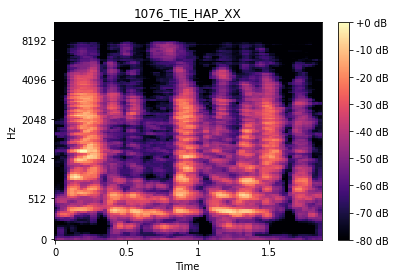 1076_TIE_HAP_XX
8192
4096
2048
1024
512
0
Hz
0
0.5
1
1.5
Time
+0 dB
-10 dB
-20 dB
-30 dB
-40 dB
-50 dB
-60 dB
-70 dB
-80 dB